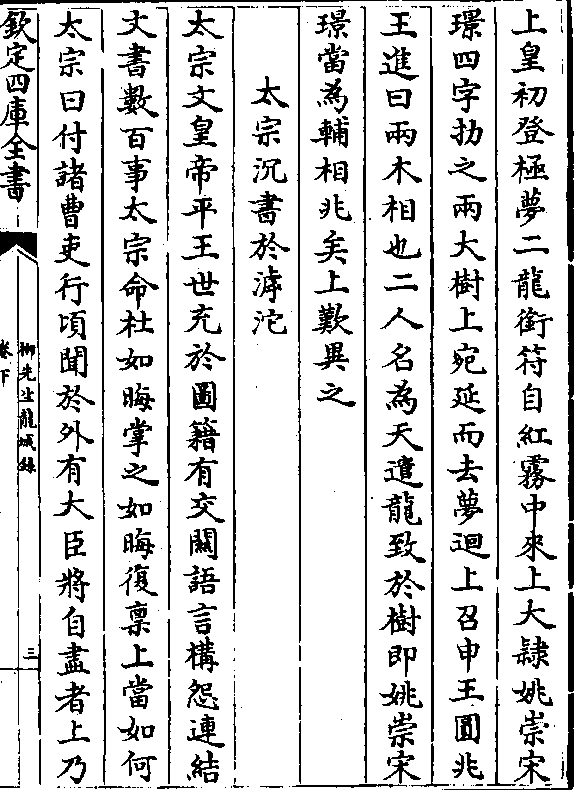 上皇初登極夢二龍銜符自紅霧中來上大隷姚崇宋
璟四字掛之兩大樹上宛延而去夢迴上召申王圓兆
王進曰兩木相也二人名為天遣龍致於樹即姚崇宋
璟當為輔相兆矣上歎異之
太宗沉書於滹沱
太宗文皇帝平王世充於圖籍有交關語言構怨連結
文書數百事太宗命杜如晦掌之如晦復稟上當如何
太宗曰付諸曹吏行頃聞於外有大臣將自盡者上乃
欽定四庫全書
栁先生龍城録
卷下
三